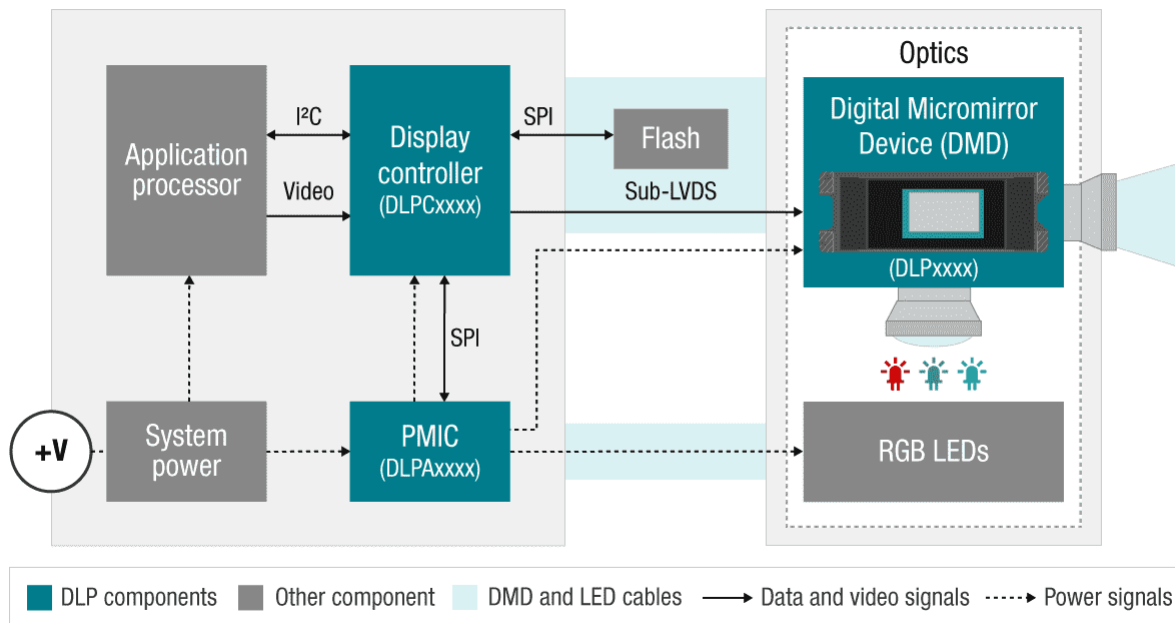 Optics
Application
processor
I²C
Video
Display
controller
(DLPCxxxx)
SPI
Flash
Sub-LVDS
Digital Micromirror
Device (DMD)
(DLPxxxx)
SPI
+V
System
power
PMIC
(DLPAxxxx)
RGB LEDs
DLP components
Other component
DMD and LED cables
Data and video signals
Power signals